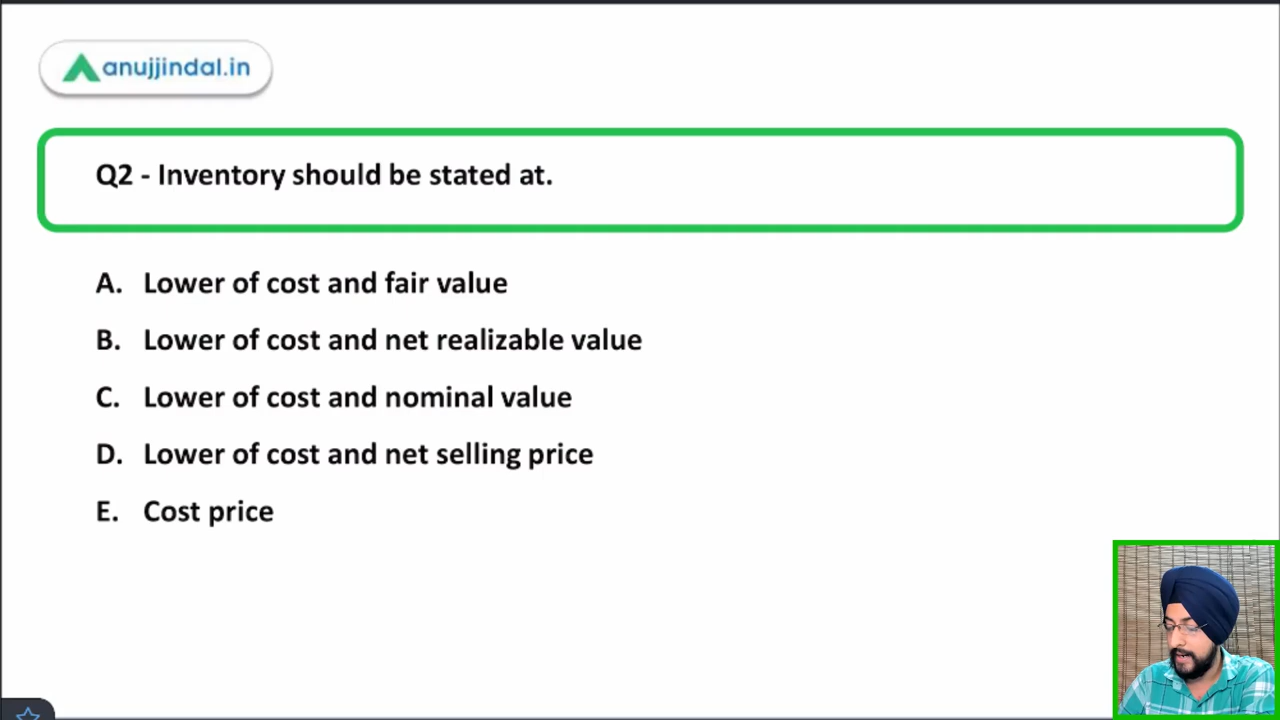 anujjindal.in
Q2 - Inventory should be stated at.
A. Lower of cost and fair value
B. Lower of cost and net realizable value
C. Lower of cost and nominal value
D. Lower of cost and net selling price
E. Cost price